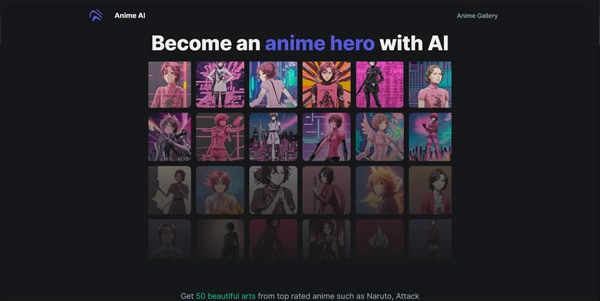 Anime AI
Anime Gallery
Become an anime hero with AI
Get 50 beautiful arts from top rated anime such as Naruto, Attack